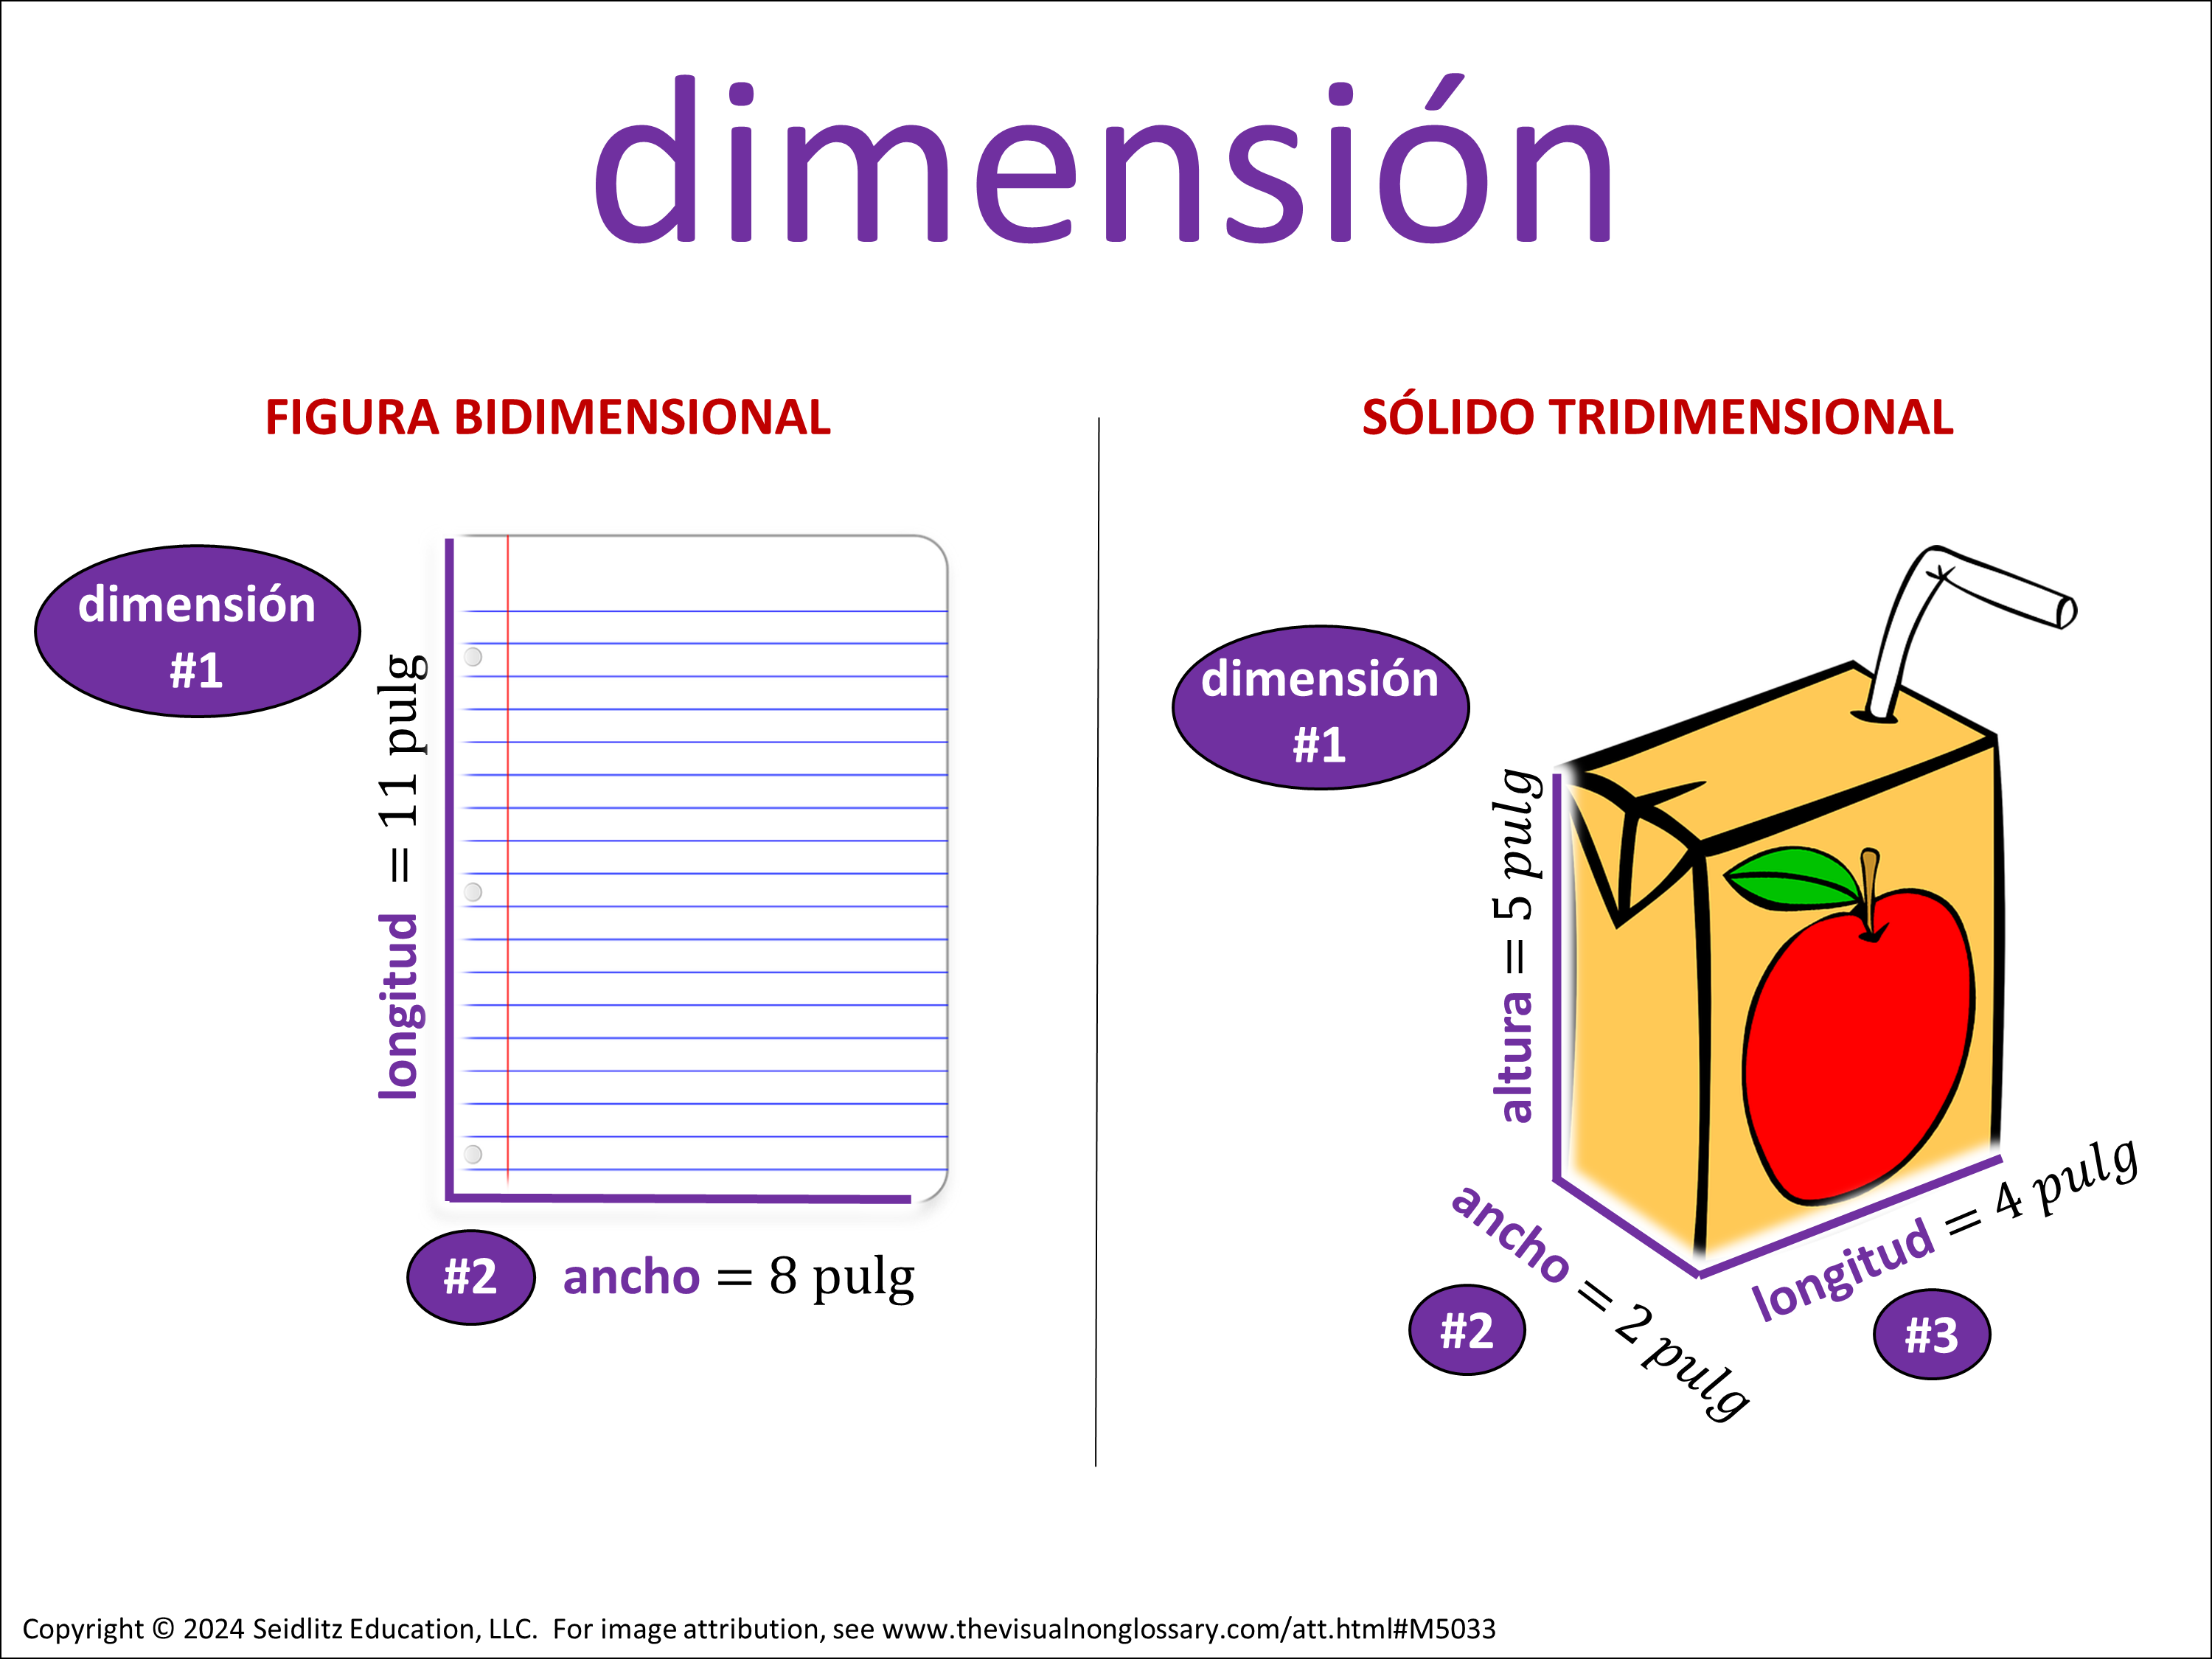 dimensión
FIGURA BIDIMENSIONAL
dimensión
#1
longitud = 11 pulg
#2
ancho = 8 pulg
SÓLIDO TRIDIMENSIONAL
dimensión
#1
altura = 5 pulg
ancho = 2 pulg
#2
longitud = 4 pulg
#3
Copyright © 2024 Seidlitz Education, LLC.  For image attribution, see www.thevisualnonglossary.com/att.html#M5033